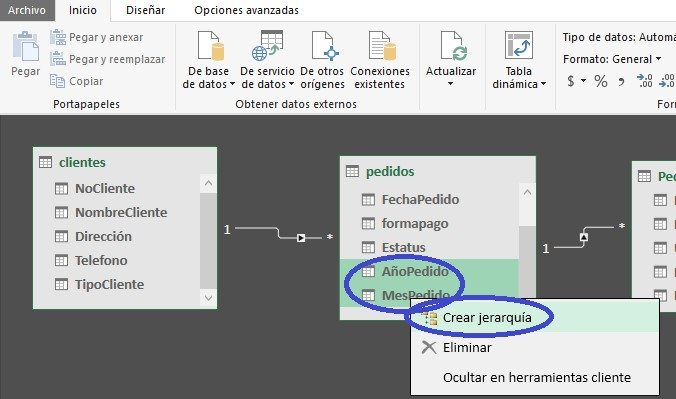 Archivo Inicio Diseñar Opciones avanzadas
Pegar
Pegar y anexar
Pegar y reemplazar
Copiar
Portapapeles
De base de datos
De servicio de datos
De otros orígenes
Conexiones existentes
Obtener datos externos
Actualizar
Tabla dinámica
Tipo de datos: Automá
Formato: General
$ % , ,00 ,00
For
clientes
NoCliente
NombreCliente
Dirección
Telefono
TipoCliente
1 *
pedidos
FechaPedido
formapago
Estatus
AñoPedido
MesPedido
1 *
Pe
Crear jerarquía
Eliminar
Ocultar en herramientas cliente